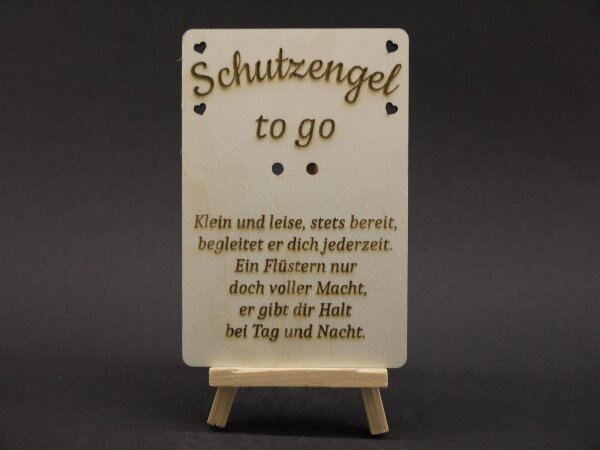 Schutzengel
to go
Klein und leise, stets bereit,
begleitet er dich jederzeit.
Ein Flüstern nur
doch voller Macht,
er gibt dir Halt
bei Tag und Nacht.